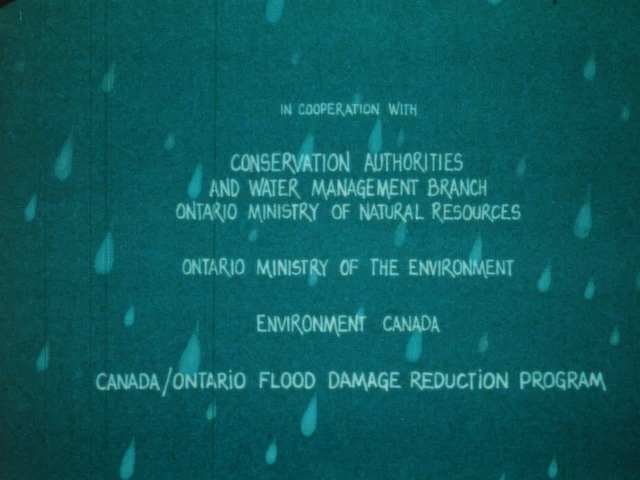 IN COOPERATION WITH
CONSERVATION AUTHORITIES
AND WATER MANAGEMENT BRANCH
ONTARIO MINISTRY OF NATURAL RESOURCES
ONTARIO MINISTRY OF THE ENVIRONMENT
ENVIRONMENT CANADA
CANADA/ONTARIO FLOOD DAMAGE REDUCTION PROGRAM